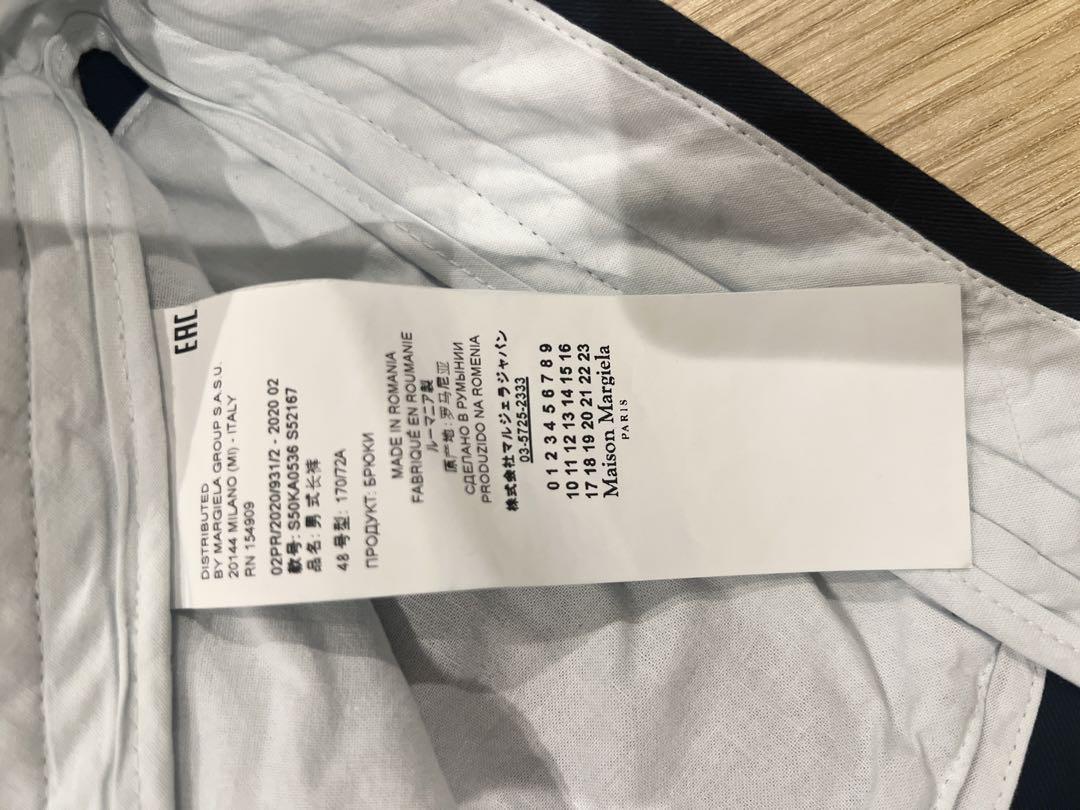 EAC
DISTRIBUTED
BY MARGIELA GROUP S.A.S.U.
20144 MILANO (MI) - ITALY
RN 154909
02PR/2020/931/2 - 2020 02
款号: S50KA0536 S52167
品名: 男式长裤
48 号型: 170/72A
ПРОДУКТ: БРЮКИ
MADE IN ROMANIA
FABRIQUÉ EN ROUMANIE
ルーマニア製
原产地:罗马尼亚
СДЕЛАНО В РУМЫНИИ
PRODUZIDO NA ROMENIA
株式会社マルジェラジャパン
03-5725-2333
0 1 2 3 4 5 6 7 8 9
10 11 12 13 14 15 16
17 18 19 20 21 22 23
Maison Margiela
PARIS